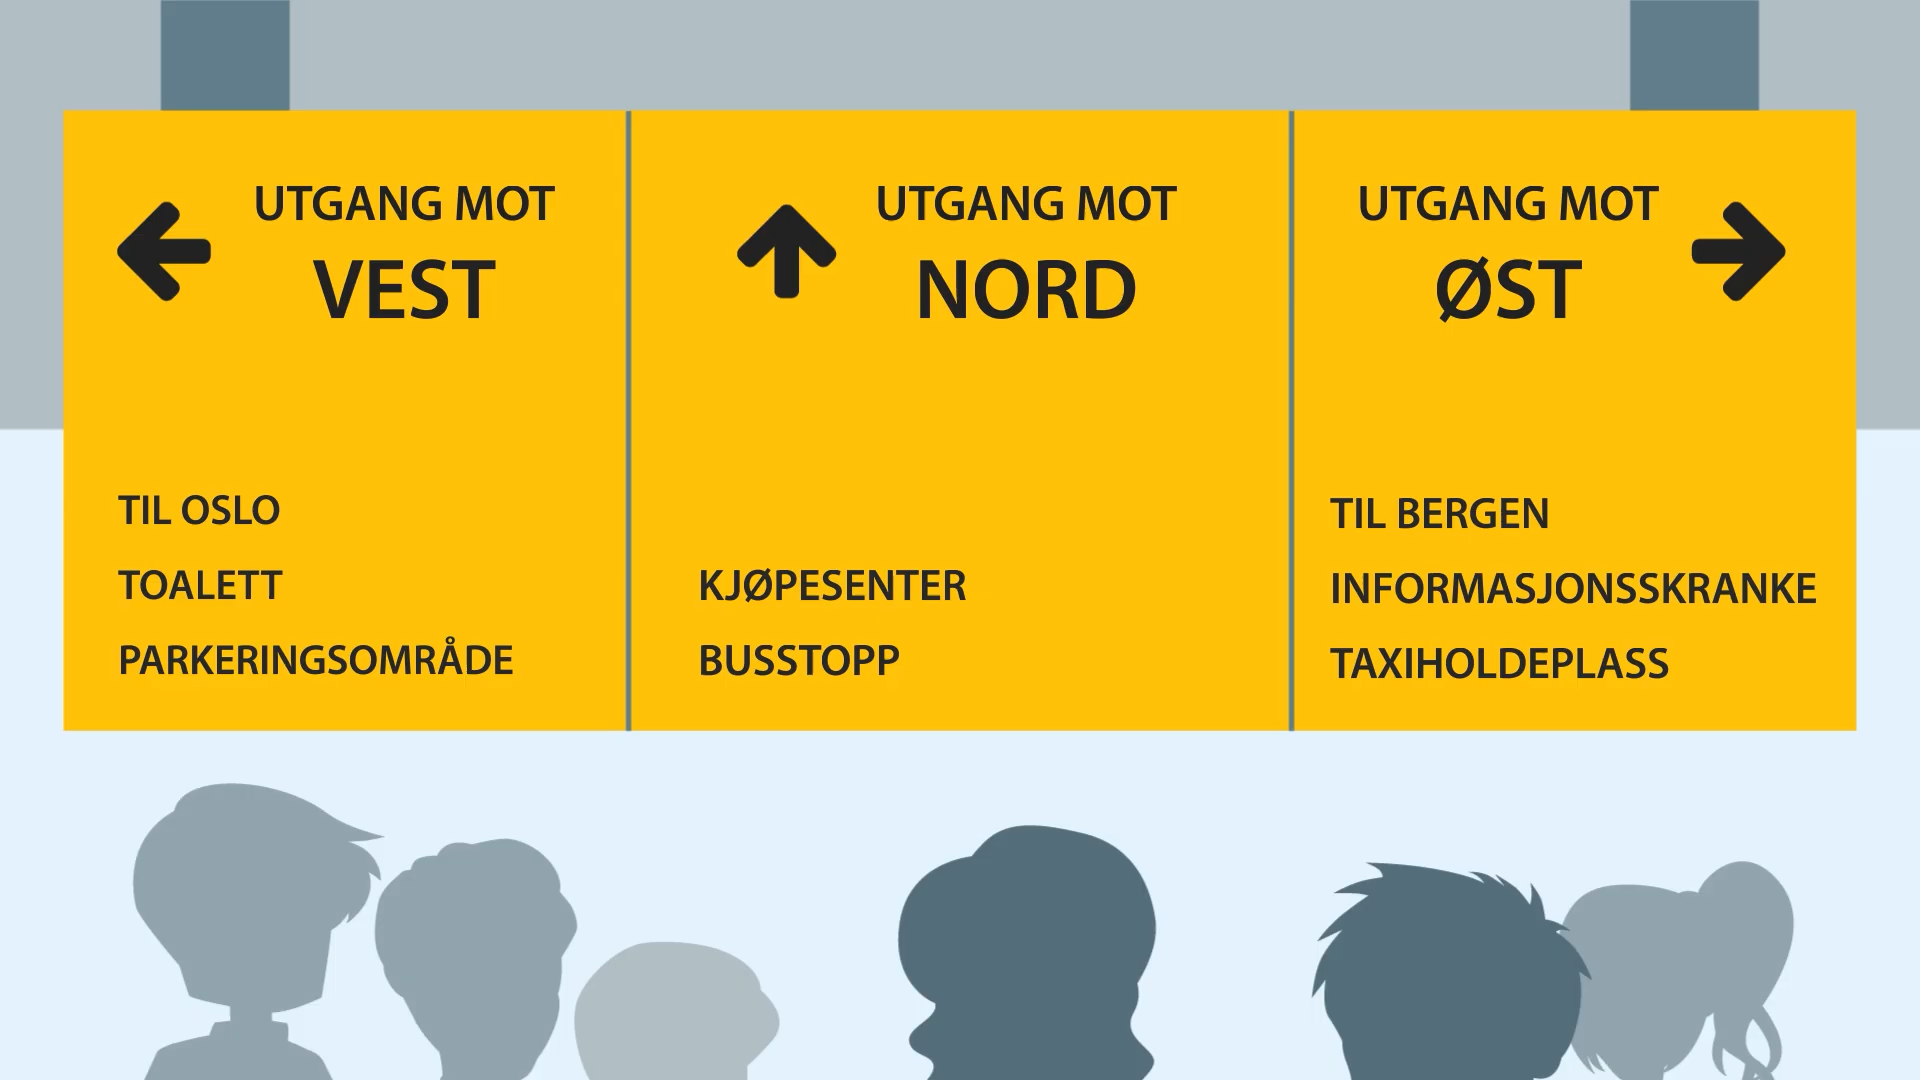 UTGANG MOT
VEST
TIL OSLO
TOALETT
PARKERINGSOMRÅDE
UTGANG MOT
NORD
KJØPESENTER
BUSSTOPP
UTGANG MOT
ØST
TIL BERGEN
INFORMASJONSSKRANKE
TAXIHOLDEPLASS